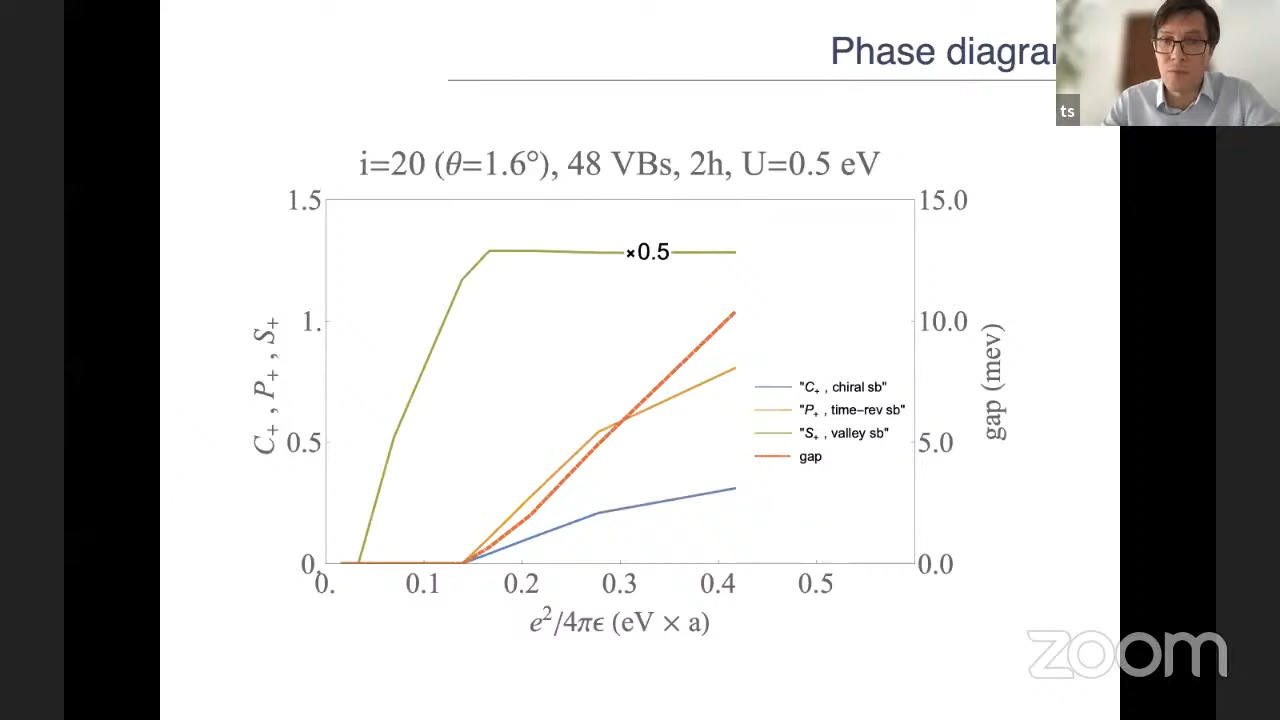 Phase diagra
ts
i=20 (θ=1.6°), 48 VBs, 2h, U=0.5 eV
1.5
1.
0.5
0.
C₊ , P₊ , S₊
×0.5
15.0
10.0
5.0
0.0
gap (mev)
"C₊ , chiral sb"
"P₊ , time-rev sb"
"S₊ , valley sb"
gap
0. 0.1 0.2 0.3 0.4 0.5
e²/4πϵ (eV × a)
zoom